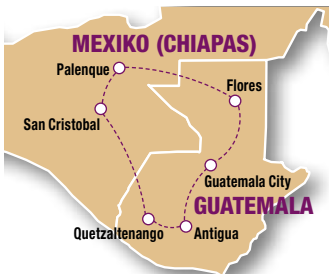 MEXIKO (CHIAPAS)
Palenque
Flores
San Cristobal
Guatemala City
GUATEMALA
Quetzaltenango
Antigua